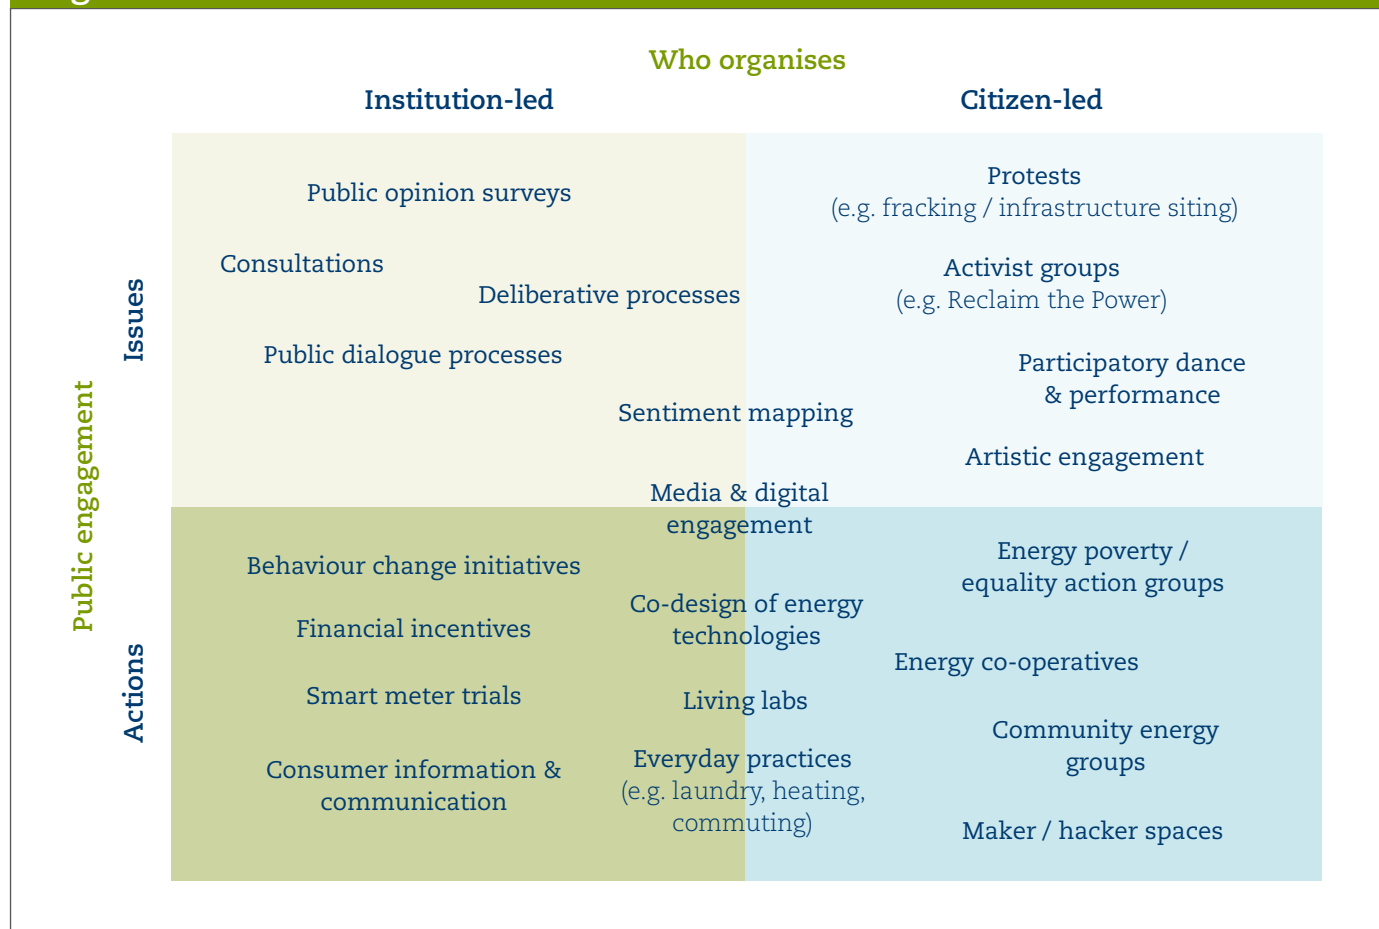 Who organises
Institution-led
Citizen-led
Public engagement
Issues
Public opinion surveys
Consultations
Deliberative processes
Public dialogue processes
Sentiment mapping
Media & digital
engagement
Protests
(e.g. fracking / infrastructure siting)
Activist groups
(e.g. Reclaim the Power)
Participatory dance
& performance
Artistic engagement
Actions
Behaviour change initiatives
Financial incentives
Smart meter trials
Consumer information &
communication
Co-design of energy
technologies
Living labs
Everyday practices
(e.g. laundry, heating,
commuting)
Energy poverty /
equality action groups
Energy co-operatives
Community energy
groups
Maker / hacker spaces